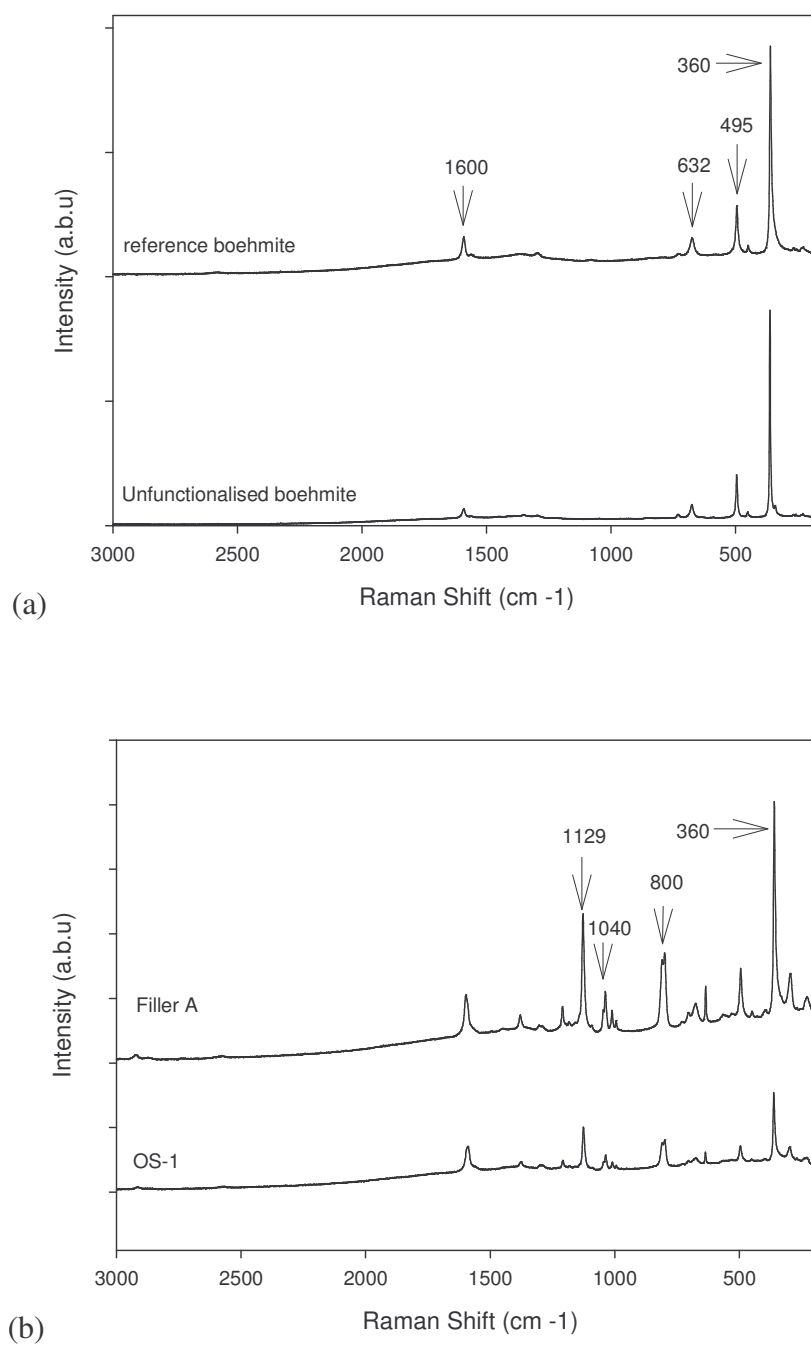 360
495
1600
632
reference boehmite
Intensity (a.b.u)
Unfunctionalised boehmite
3000 2500 2000 1500 1000 500
Raman Shift (cm -1)
(a)
1129
360
800
1040
Filler A
Intensity (a.b.u)
OS-1
3000 2500 2000 1500 1000 500
Raman Shift (cm -1)
(b)